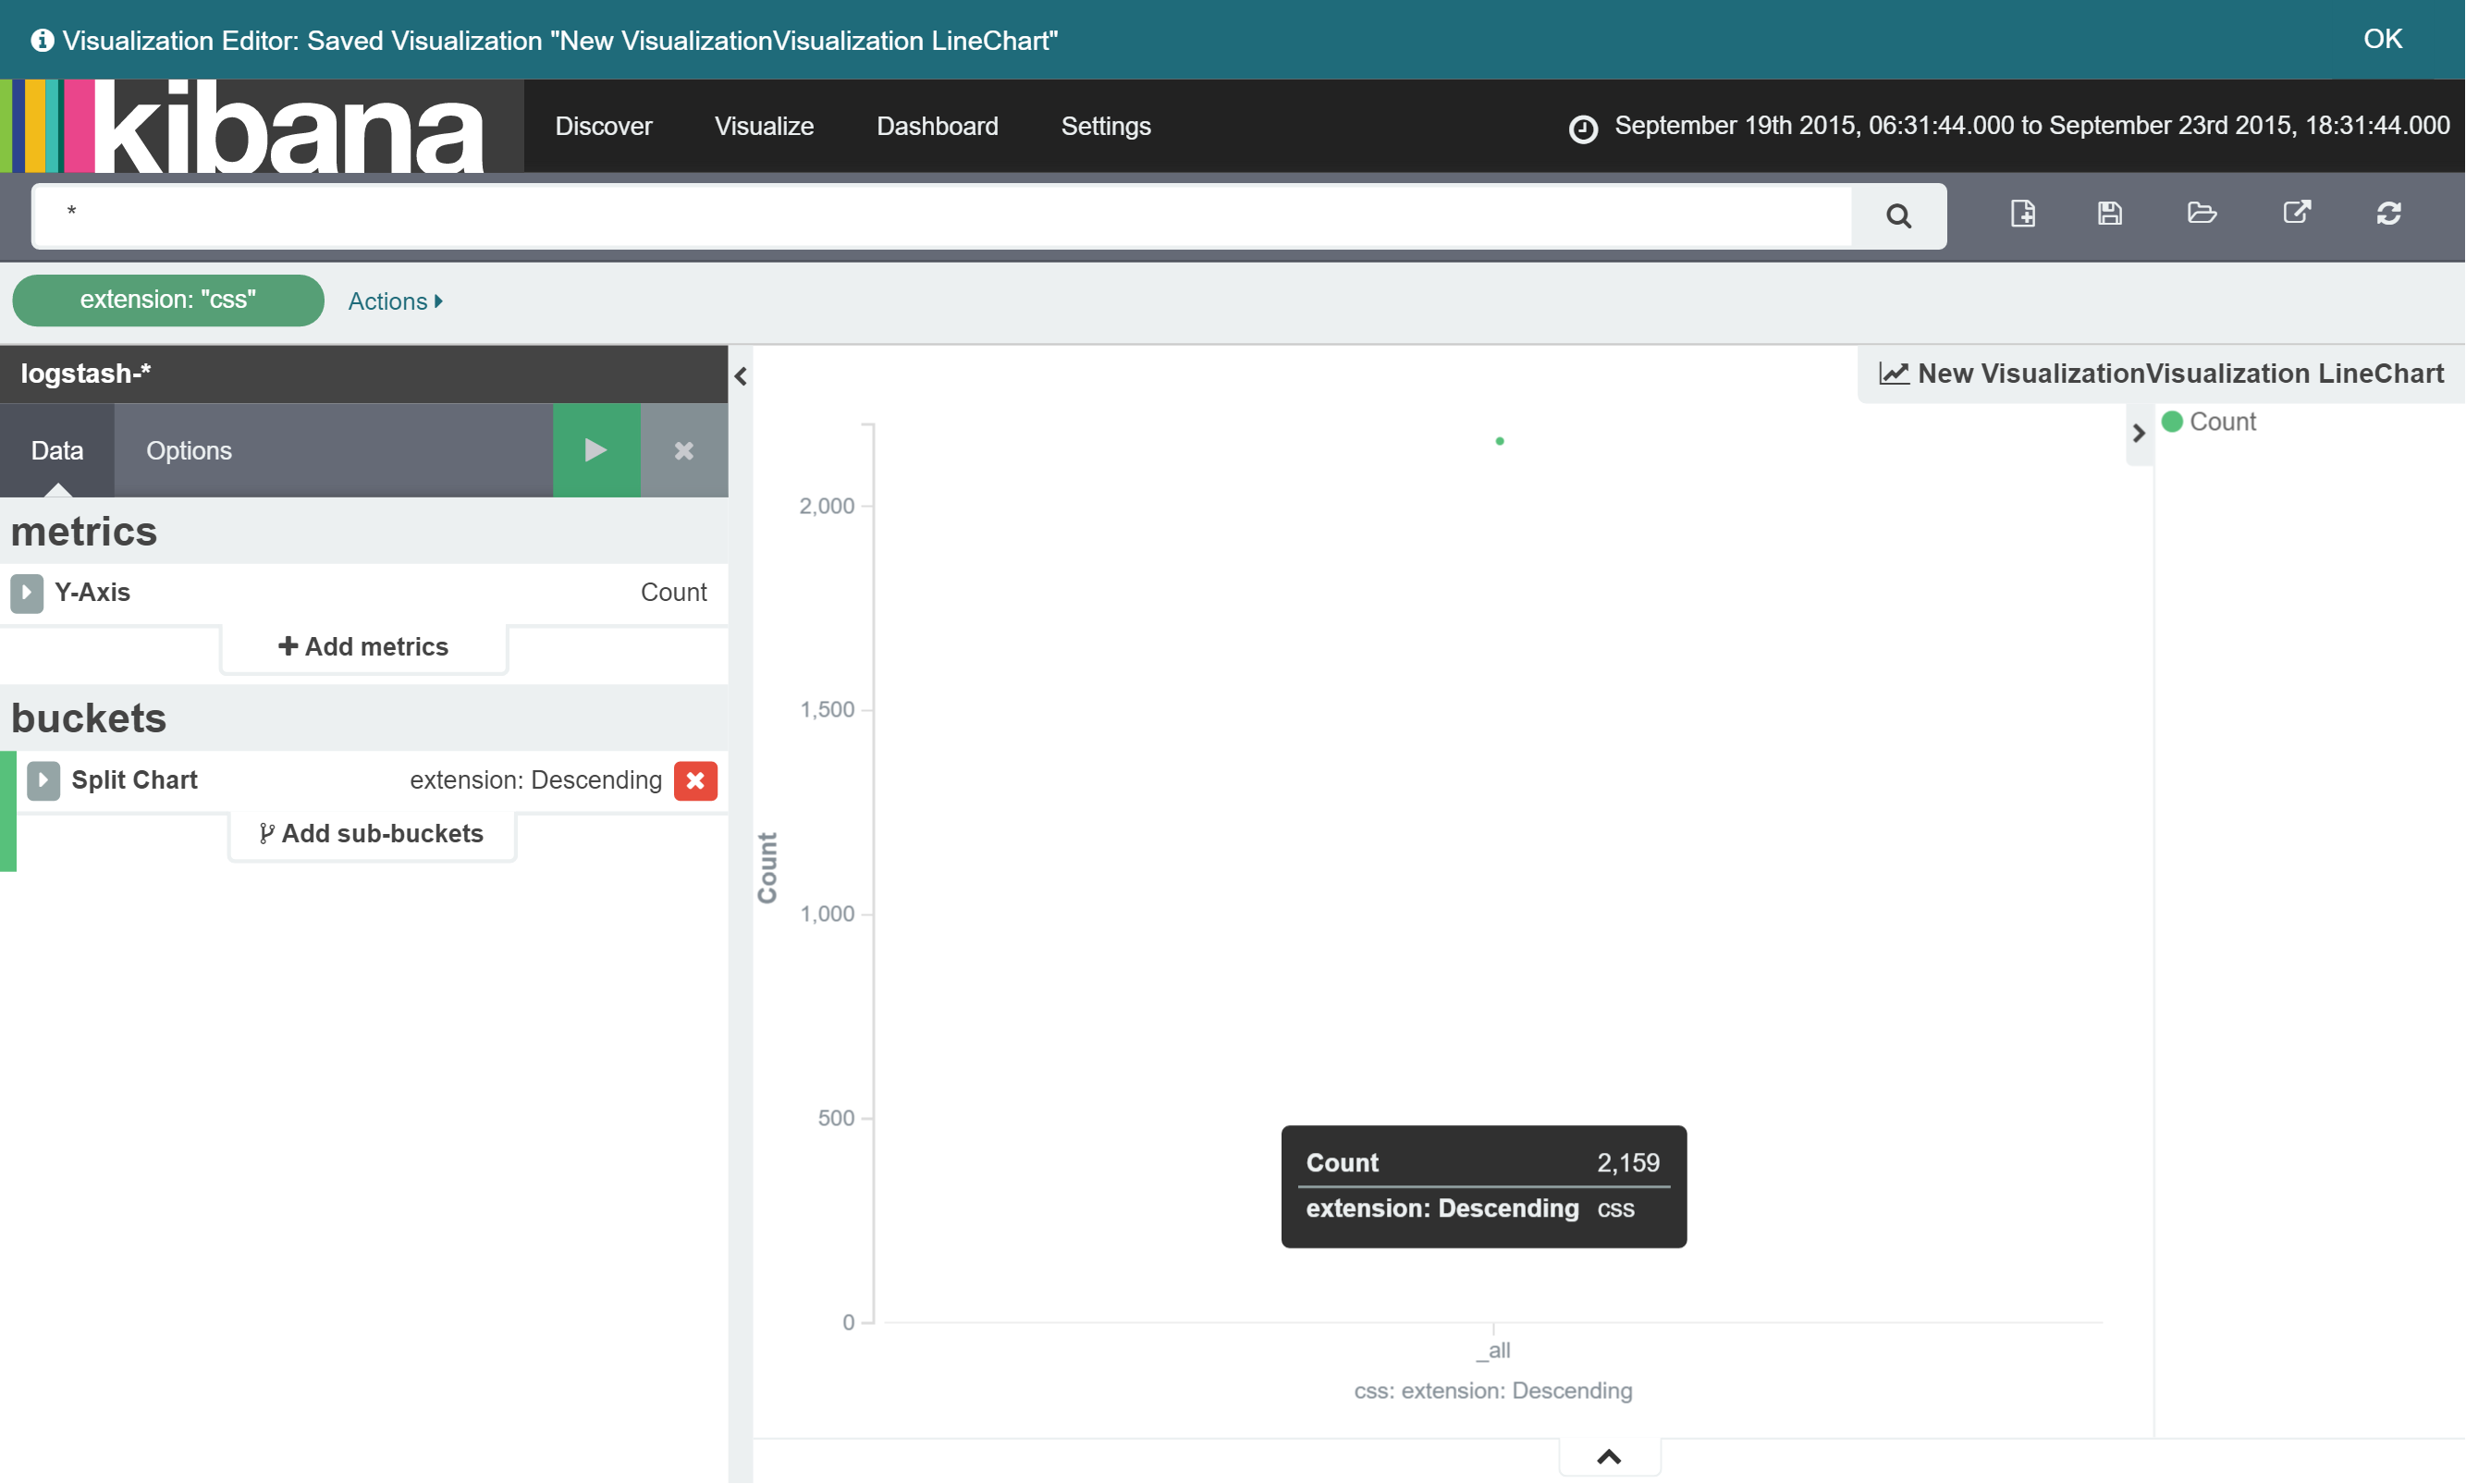 Visualization Editor: Saved Visualization "New VisualizationVisualization LineChart"
OK
kibana
Discover
Visualize
Dashboard
Settings
September 19th 2015, 06:31:44.000 to September 23rd 2015, 18:31:44.000
*
extension: "css"
Actions
logstash-*
Data
Options
metrics
Y-Axis
Count
Add metrics
buckets
Split Chart
extension: Descending
Add sub-buckets
New VisualizationVisualization LineChart
Count
2,000
1,500
1,000
500
0
Count
Count 2,159
extension: Descending css
_all
css: extension: Descending